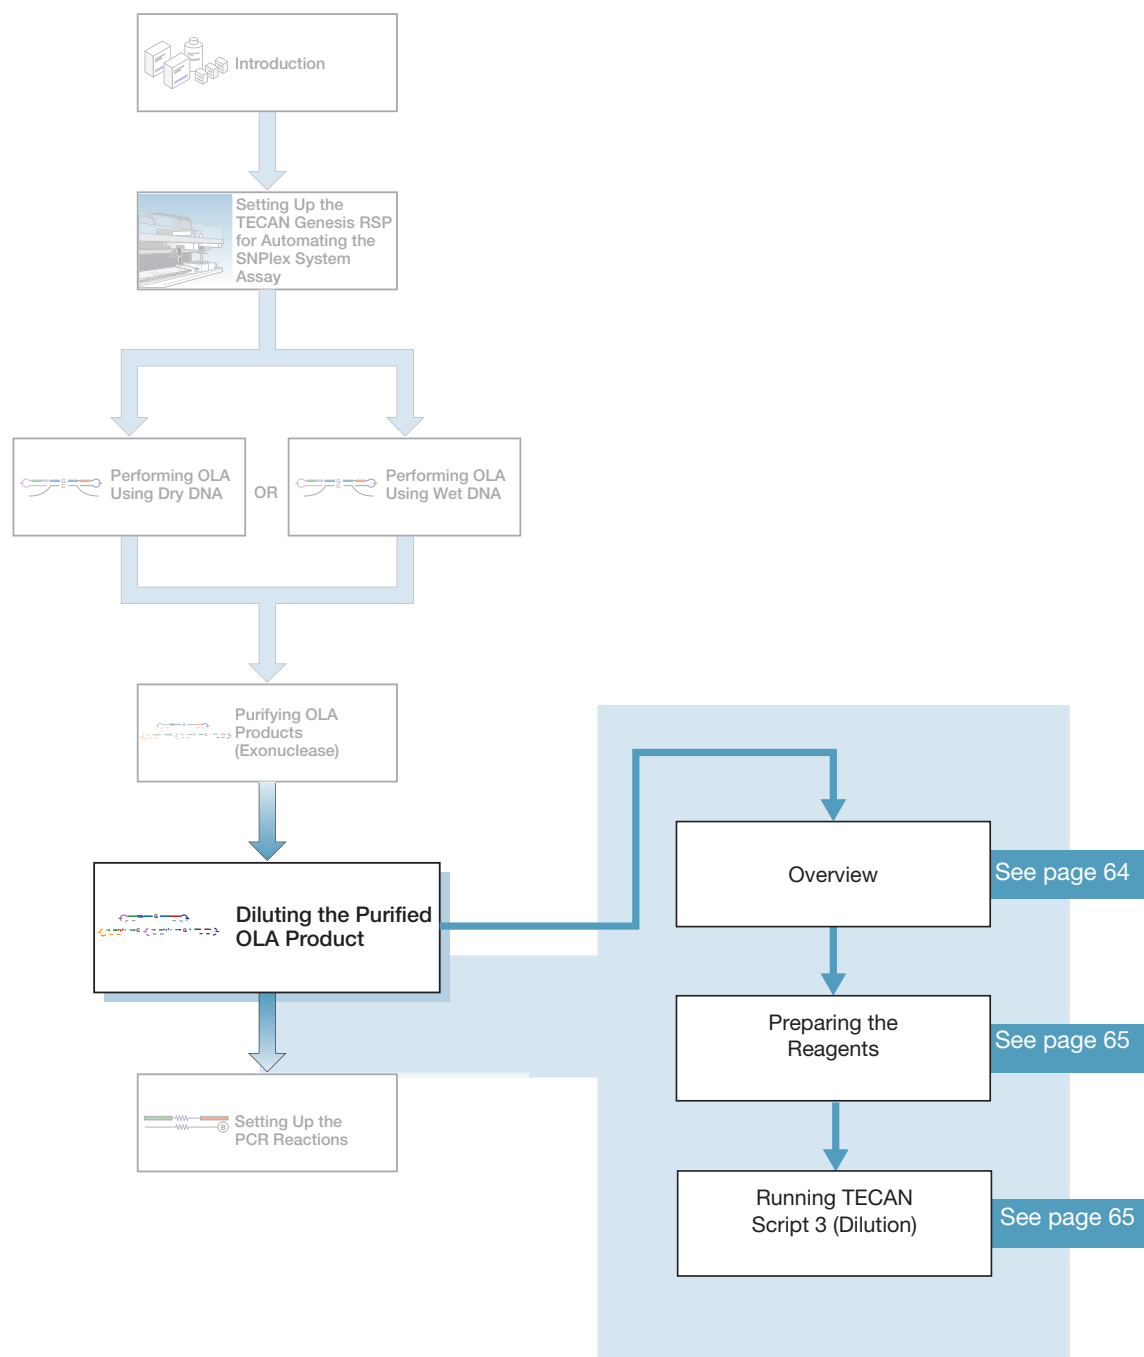 Introduction
Setting Up the
TECAN Genesis RSP
for Automating the
SNPlex System
Assay
Performing OLA
Using Dry DNA
OR
Performing OLA
Using Wet DNA
Purifying OLA
Products
(Exonuclease)
Diluting the Purified
OLA Product
Setting Up the
PCR Reactions
B
Overview
See page 64
Preparing the
Reagents
See page 65
Running TECAN
Script 3 (Dilution)
See page 65